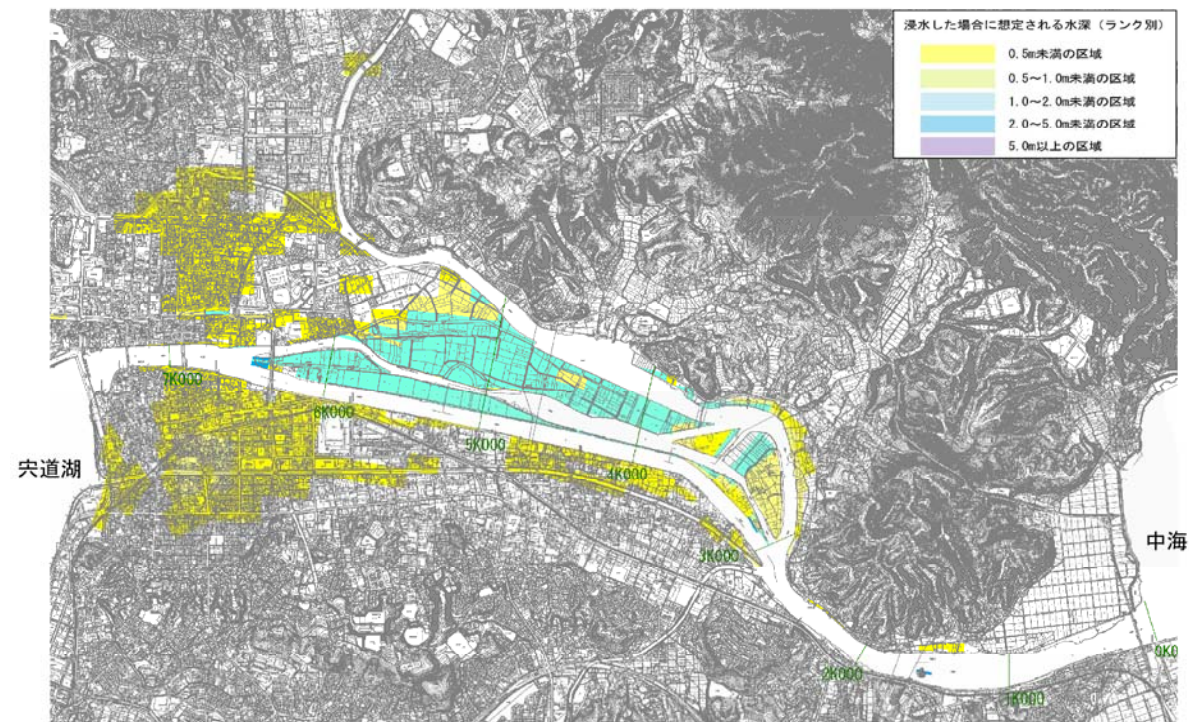 浸水した場合に想定される水深（ランク別）
0.5m未満の区域
0.5～1.0m未満の区域
1.0～2.0m未満の区域
2.0～5.0m未満の区域
5.0m以上の区域
7K000
6K000
5K000
4K000
宍道湖
3K000
中海
2K000
1K000